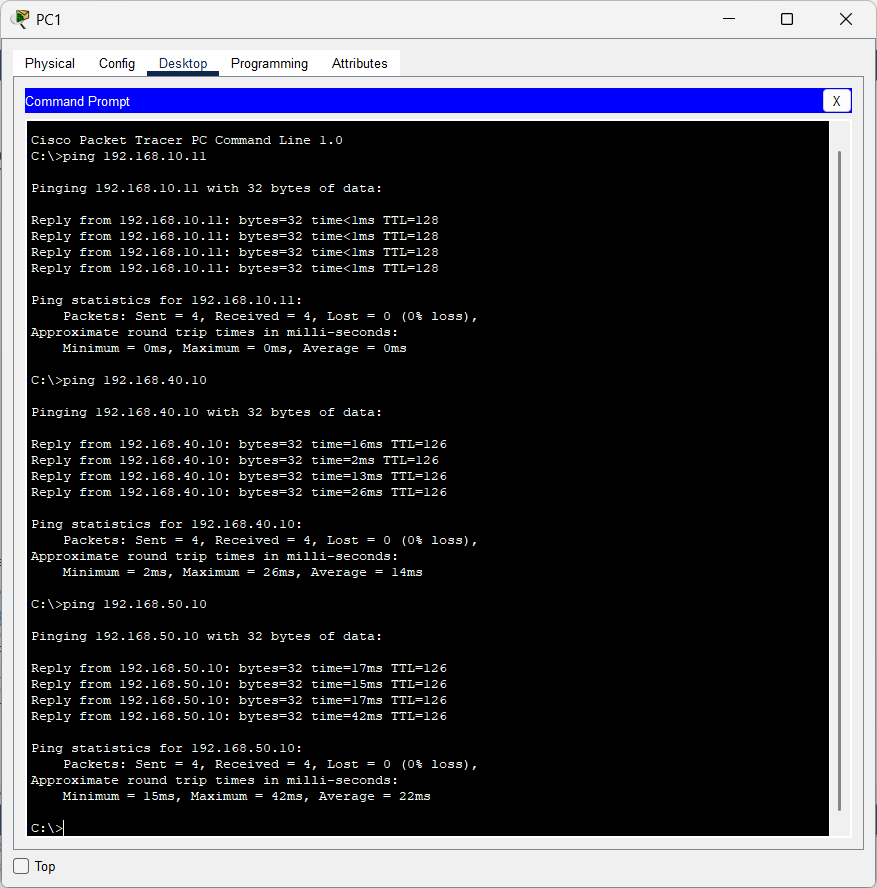 PC1
Physical Config Desktop Programming Attributes
Command Prompt X
Cisco Packet Tracer PC Command Line 1.0
C:\>ping 192.168.10.11
Pinging 192.168.10.11 with 32 bytes of data:
Reply from 192.168.10.11: bytes=32 time<1ms TTL=128
Reply from 192.168.10.11: bytes=32 time<1ms TTL=128
Reply from 192.168.10.11: bytes=32 time<1ms TTL=128
Reply from 192.168.10.11: bytes=32 time<1ms TTL=128
Ping statistics for 192.168.10.11:
Packets: Sent = 4, Received = 4, Lost = 0 (0% loss),
Approximate round trip times in milli-seconds:
Minimum = 0ms, Maximum = 0ms, Average = 0ms
C:\>ping 192.168.40.10
Pinging 192.168.40.10 with 32 bytes of data:
Reply from 192.168.40.10: bytes=32 time=16ms TTL=126
Reply from 192.168.40.10: bytes=32 time=2ms TTL=126
Reply from 192.168.40.10: bytes=32 time=13ms TTL=126
Reply from 192.168.40.10: bytes=32 time=26ms TTL=126
Ping statistics for 192.168.40.10:
Packets: Sent = 4, Received = 4, Lost = 0 (0% loss),
Approximate round trip times in milli-seconds:
Minimum = 2ms, Maximum = 26ms, Average = 14ms
C:\>ping 192.168.50.10
Pinging 192.168.50.10 with 32 bytes of data:
Reply from 192.168.50.10: bytes=32 time=17ms TTL=126
Reply from 192.168.50.10: bytes=32 time=15ms TTL=126
Reply from 192.168.50.10: bytes=32 time=17ms TTL=126
Reply from 192.168.50.10: bytes=32 time=42ms TTL=126
Ping statistics for 192.168.50.10:
Packets: Sent = 4, Received = 4, Lost = 0 (0% loss),
Approximate round trip times in milli-seconds:
Minimum = 15ms, Maximum = 42ms, Average = 22ms
C:\>
Top